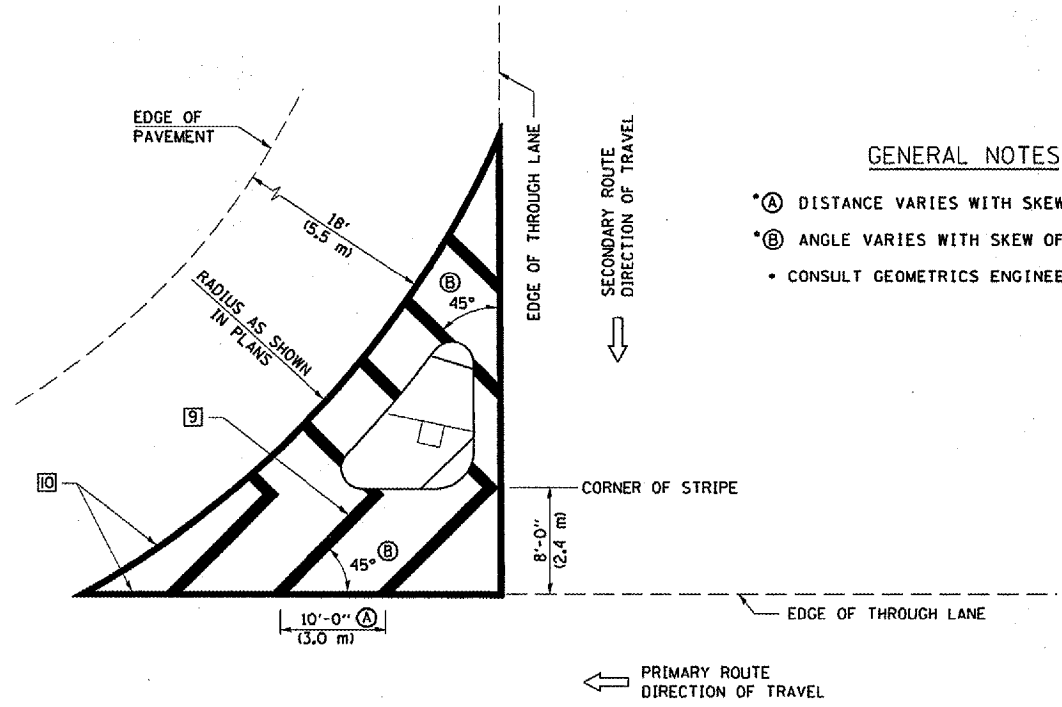 EDGE OF
PAVEMENT
18'
(5.5 m)
RADIUS AS SHOWN
IN PLANS
EDGE OF THROUGH LANE
SECONDARY ROUTE
DIRECTION OF TRAVEL
GENERAL NOTES
*Ⓐ DISTANCE VARIES WITH SKEW
*Ⓑ ANGLE VARIES WITH SKEW OF
• CONSULT GEOMETRICS ENGINEE
Ⓑ
45°
9
10
CORNER OF STRIPE
8'-0"
(2.4 m)
45° Ⓑ
10'-0" Ⓐ
(3.0 m)
EDGE OF THROUGH LANE
PRIMARY ROUTE
DIRECTION OF TRAVEL